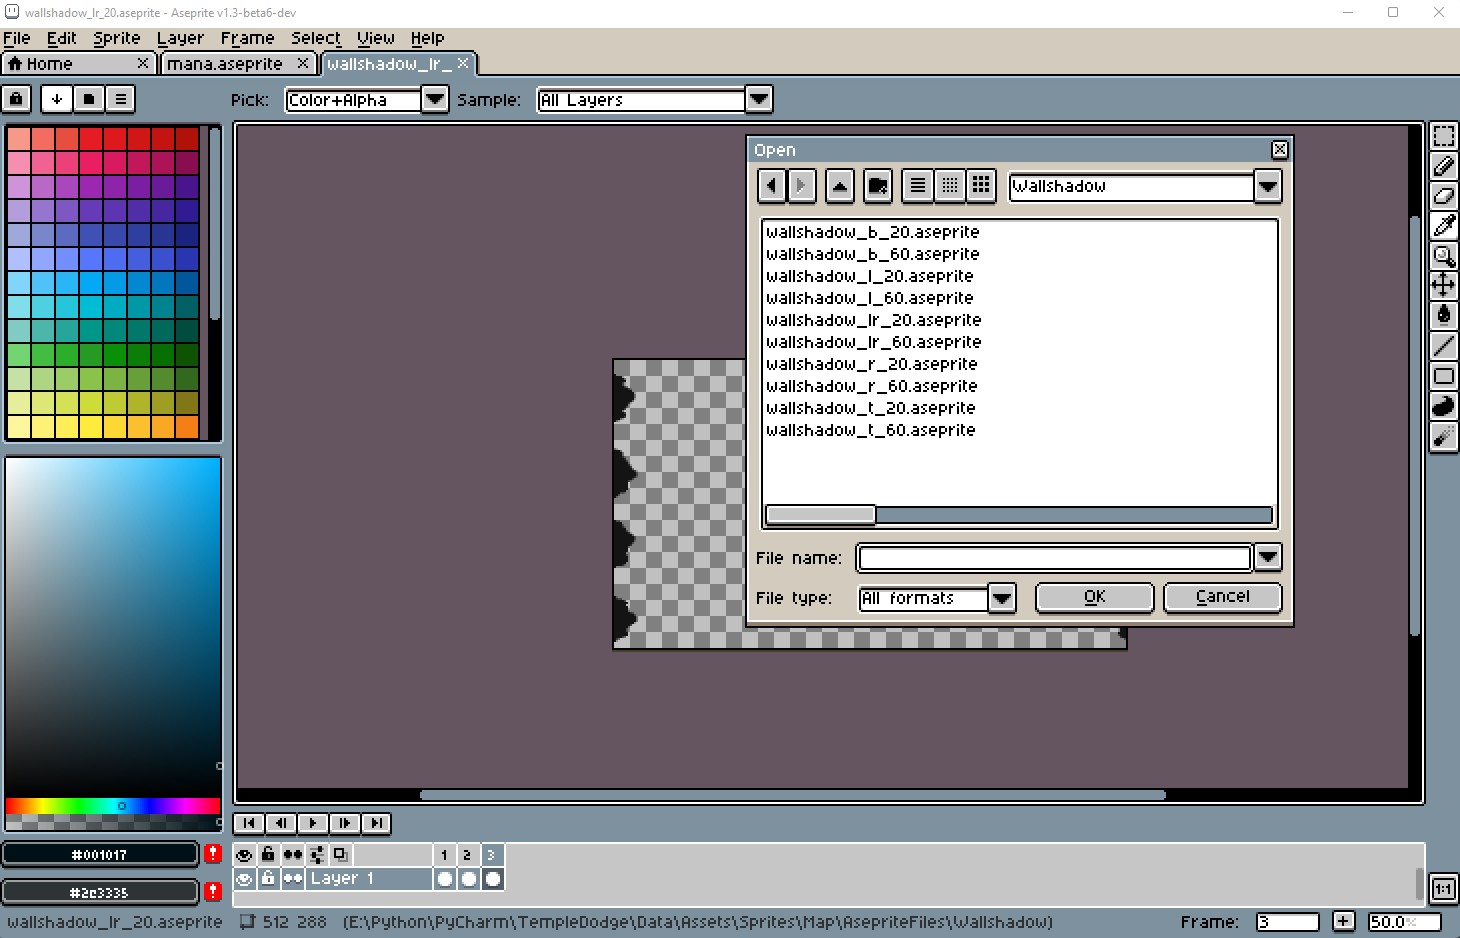 wallshadow_lr_20.aseprite - Aseprite v1.3-beta6-dev
File Edit Sprite Layer Frame Select View Help
Home mana.aseprite wallshadow_lr_
Pick: Color+Alpha Sample: All Layers
Open
Wallshadow
wallshadow_b_20.aseprite
wallshadow_b_60.aseprite
wallshadow_l_20.aseprite
wallshadow_l_60.aseprite
wallshadow_lr_20.aseprite
wallshadow_lr_60.aseprite
wallshadow_r_20.aseprite
wallshadow_r_60.aseprite
wallshadow_t_20.aseprite
wallshadow_t_60.aseprite
File name:
File type: All formats OK Cancel
#001017
1 2 3
Layer 1
#2e3335
1:1
wallshadow_lr_20.aseprite 512 288 (E:\Python\PyCharm\TempleDodge\Data\Assets\Sprites\Map\AsepriteFiles\Wallshadow) Frame: 3 + 50.0%